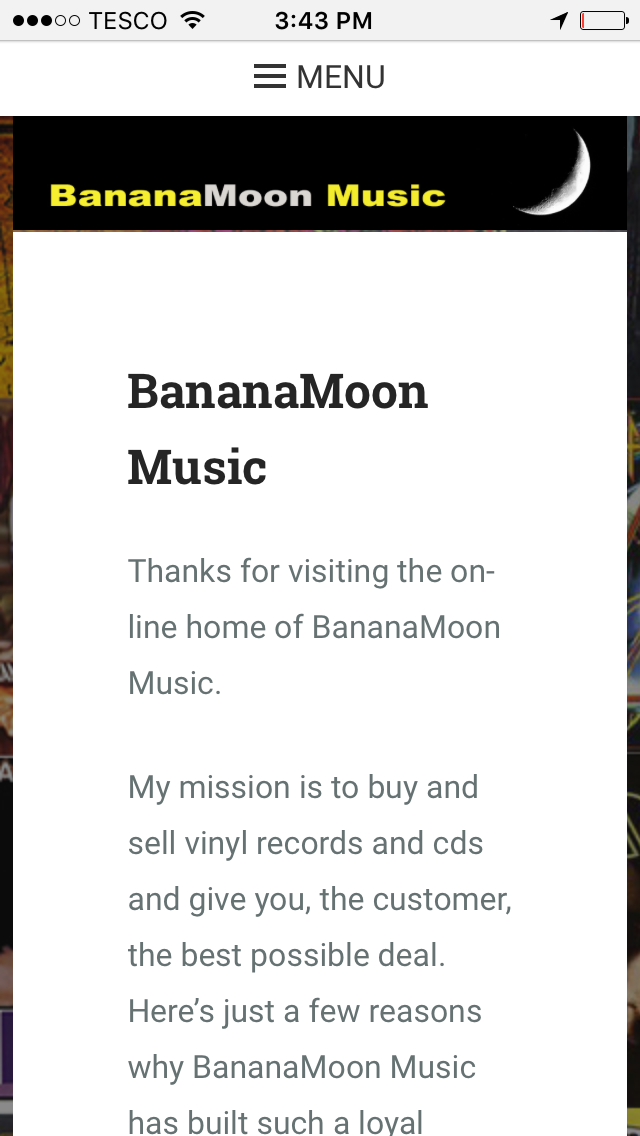 TESCO 3:43 PM
MENU
BananaMoon Music
BananaMoon
Music
Thanks for visiting the on-
line home of BananaMoon
Music.
My mission is to buy and
sell vinyl records and cds
and give you, the customer,
the best possible deal.
Here’s just a few reasons
why BananaMoon Music
has built such a loyal